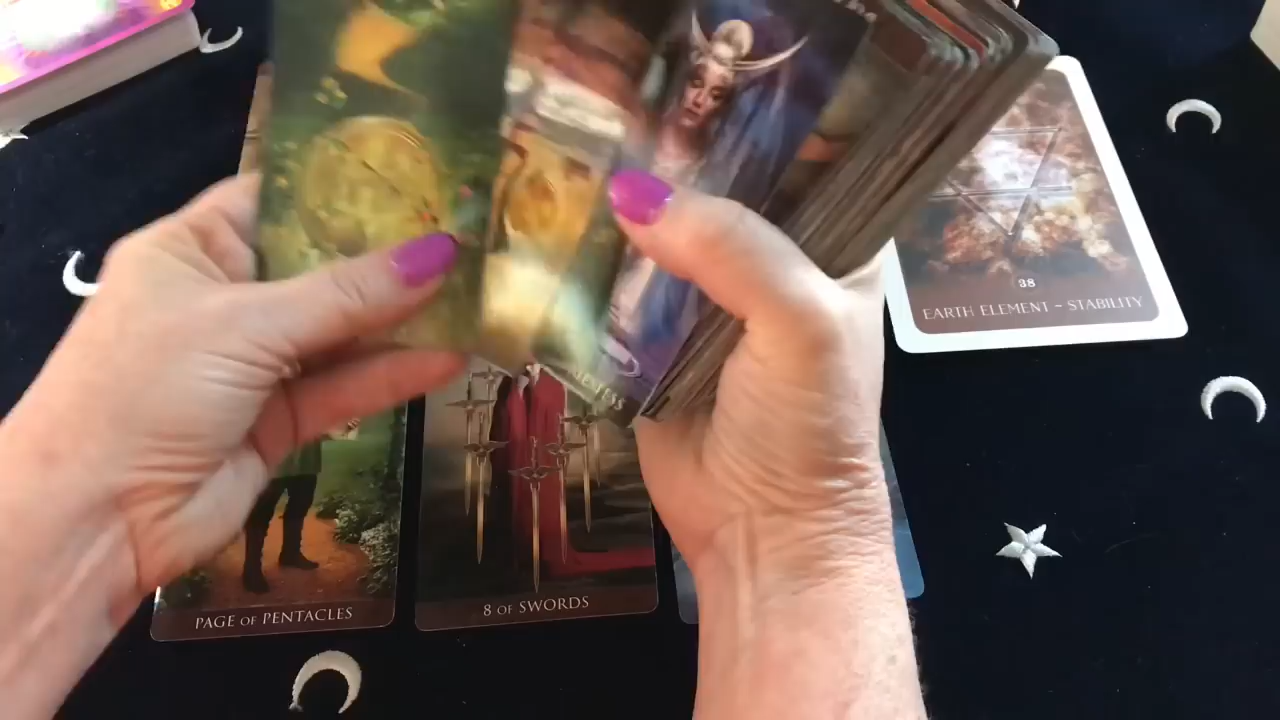 38
EARTH ELEMENT ~ STABILITY
PAGE OF PENTACLES
8 OF SWORDS